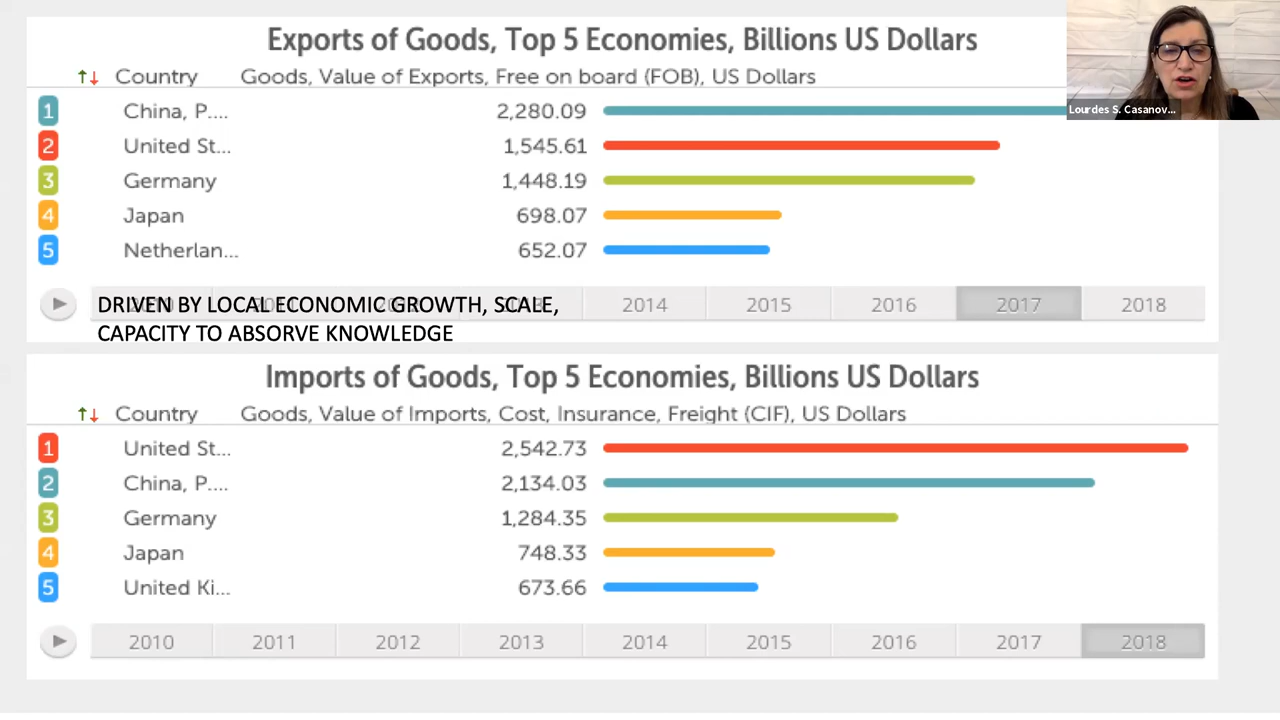 Exports of Goods, Top 5 Economies, Billions US Dollars
Lourdes S. Casanov...
↑↓ Country Goods, Value of Exports, Free on board (FOB), US Dollars
1 China, P.... 2,280.09
2 United St... 1,545.61
3 Germany 1,448.19
4 Japan 698.07
5 Netherlan... 652.07
DRIVEN BY LOCAL ECONOMIC GROWTH, SCALE,
CAPACITY TO ABSORVE KNOWLEDGE
2014 2015 2016 2017 2018
Imports of Goods, Top 5 Economies, Billions US Dollars
↑↓ Country Goods, Value of Imports, Cost, Insurance, Freight (CIF), US Dollars
1 United St... 2,542.73
2 China, P.... 2,134.03
3 Germany 1,284.35
4 Japan 748.33
5 United Ki... 673.66
2010 2011 2012 2013 2014 2015 2016 2017 2018